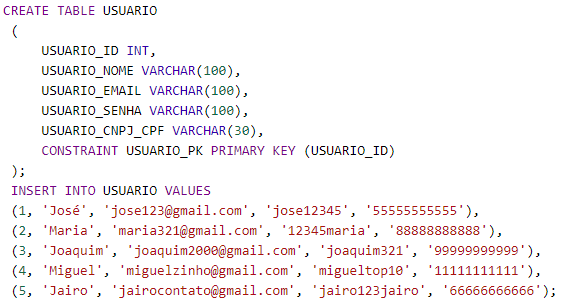 CREATE TABLE USUARIO
(
USUARIO_ID INT,
USUARIO_NOME VARCHAR(100),
USUARIO_EMAIL VARCHAR(100),
USUARIO_SENHA VARCHAR(100),
USUARIO_CNPJ_CPF VARCHAR(30),
CONSTRAINT USUARIO_PK PRIMARY KEY (USUARIO_ID)
);
INSERT INTO USUARIO VALUES
(1, 'José', 'jose123@gmail.com', 'jose12345', '55555555555'),
(2, 'Maria', 'maria321@gmail.com', '12345maria', '88888888888'),
(3, 'Joaquim', 'joaquim2000@gmail.com', 'joaquim321', '99999999999'),
(4, 'Miguel', 'miguelzinho@gmail.com', 'migueltop10', '11111111111'),
(5, 'Jairo', 'jairocontato@gmail.com', 'jairo123jairo', '66666666666');